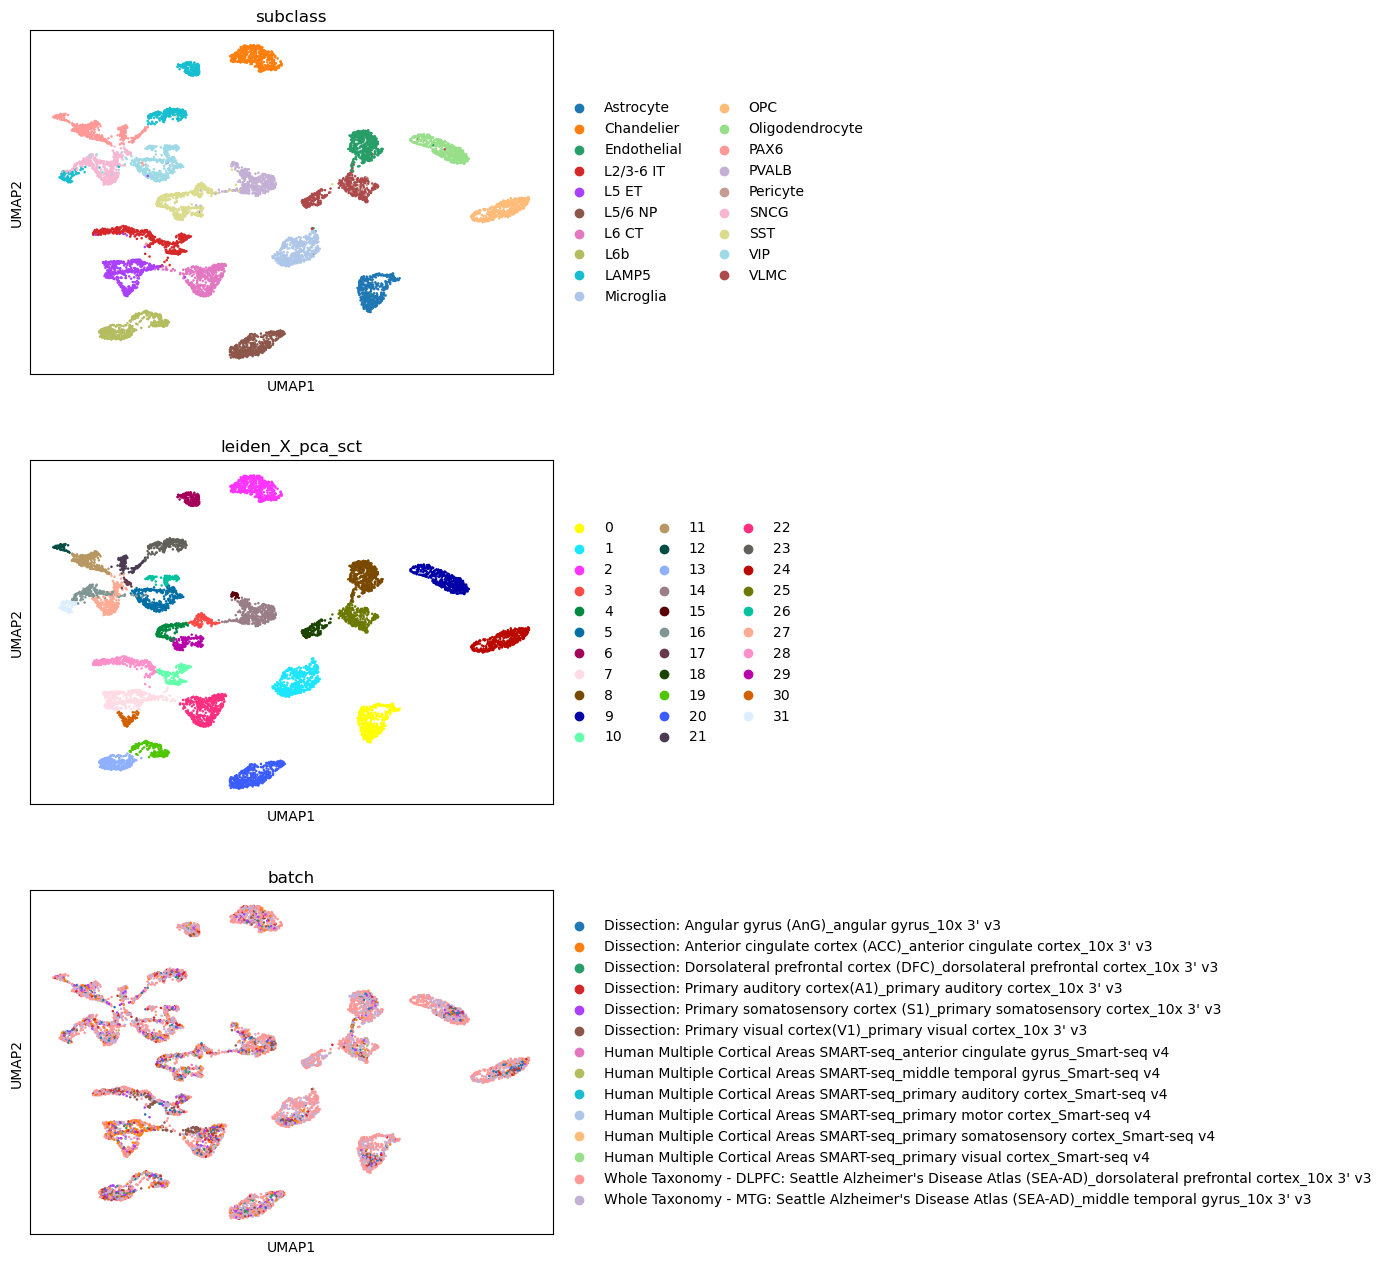 subclass
UMAP2
UMAP1
Astrocyte
Chandelier
Endothelial
L2/3-6 IT
L5 ET
L5/6 NP
L6 CT
L6b
LAMP5
Microglia
OPC
Oligodendrocyte
PAX6
PVALB
Pericyte
SNCG
SST
VIP
VLMC
leiden_X_pca_sct
UMAP2
UMAP1
0
1
2
3
4
5
6
7
8
9
10
11
12
13
14
15
16
17
18
19
20
21
22
23
24
25
26
27
28
29
30
31
batch
UMAP2
UMAP1
Dissection: Angular gyrus (AnG)_angular gyrus_10x 3' v3
Dissection: Anterior cingulate cortex (ACC)_anterior cingulate cortex_10x 3' v3
Dissection: Dorsolateral prefrontal cortex (DFC)_dorsolateral prefrontal cortex_10x 3' v3
Dissection: Primary auditory cortex(A1)_primary auditory cortex_10x 3' v3
Dissection: Primary somatosensory cortex (S1)_primary somatosensory cortex_10x 3' v3
Dissection: Primary visual cortex(V1)_primary visual cortex_10x 3' v3
Human Multiple Cortical Areas SMART-seq_anterior cingulate gyrus_Smart-seq v4
Human Multiple Cortical Areas SMART-seq_middle temporal gyrus_Smart-seq v4
Human Multiple Cortical Areas SMART-seq_primary auditory cortex_Smart-seq v4
Human Multiple Cortical Areas SMART-seq_primary motor cortex_Smart-seq v4
Human Multiple Cortical Areas SMART-seq_primary somatosensory cortex_Smart-seq v4
Human Multiple Cortical Areas SMART-seq_primary visual cortex_Smart-seq v4
Whole Taxonomy - DLPFC: Seattle Alzheimer's Disease Atlas (SEA-AD)_dorsolateral prefrontal cortex_10x 3' v3
Whole Taxonomy - MTG: Seattle Alzheimer's Disease Atlas (SEA-AD)_middle temporal gyrus_10x 3' v3